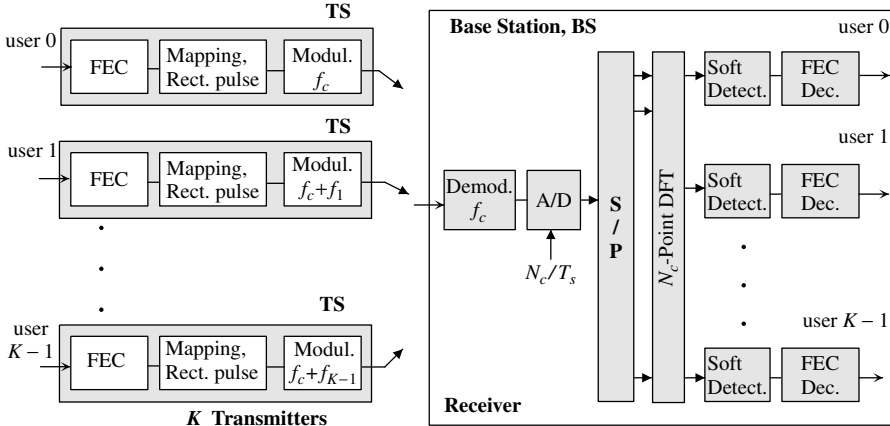 TS
user 0
FEC
Mapping,
Rect. pulse
Modul.
f_c
TS
user 1
FEC
Mapping,
Rect. pulse
Modul.
f_c+f_1
TS
user
K − 1
FEC
Mapping,
Rect. pulse
Modul.
f_c+f_{K−1}
K Transmitters
Base Station, BS
Demod.
f_c
A/D
N_c/T_s
S
/
P
N_c-Point DFT
user 0
Soft
Detect.
FEC
Dec.
user 1
Soft
Detect.
FEC
Dec.
user K − 1
Soft
Detect.
FEC
Dec.
Receiver